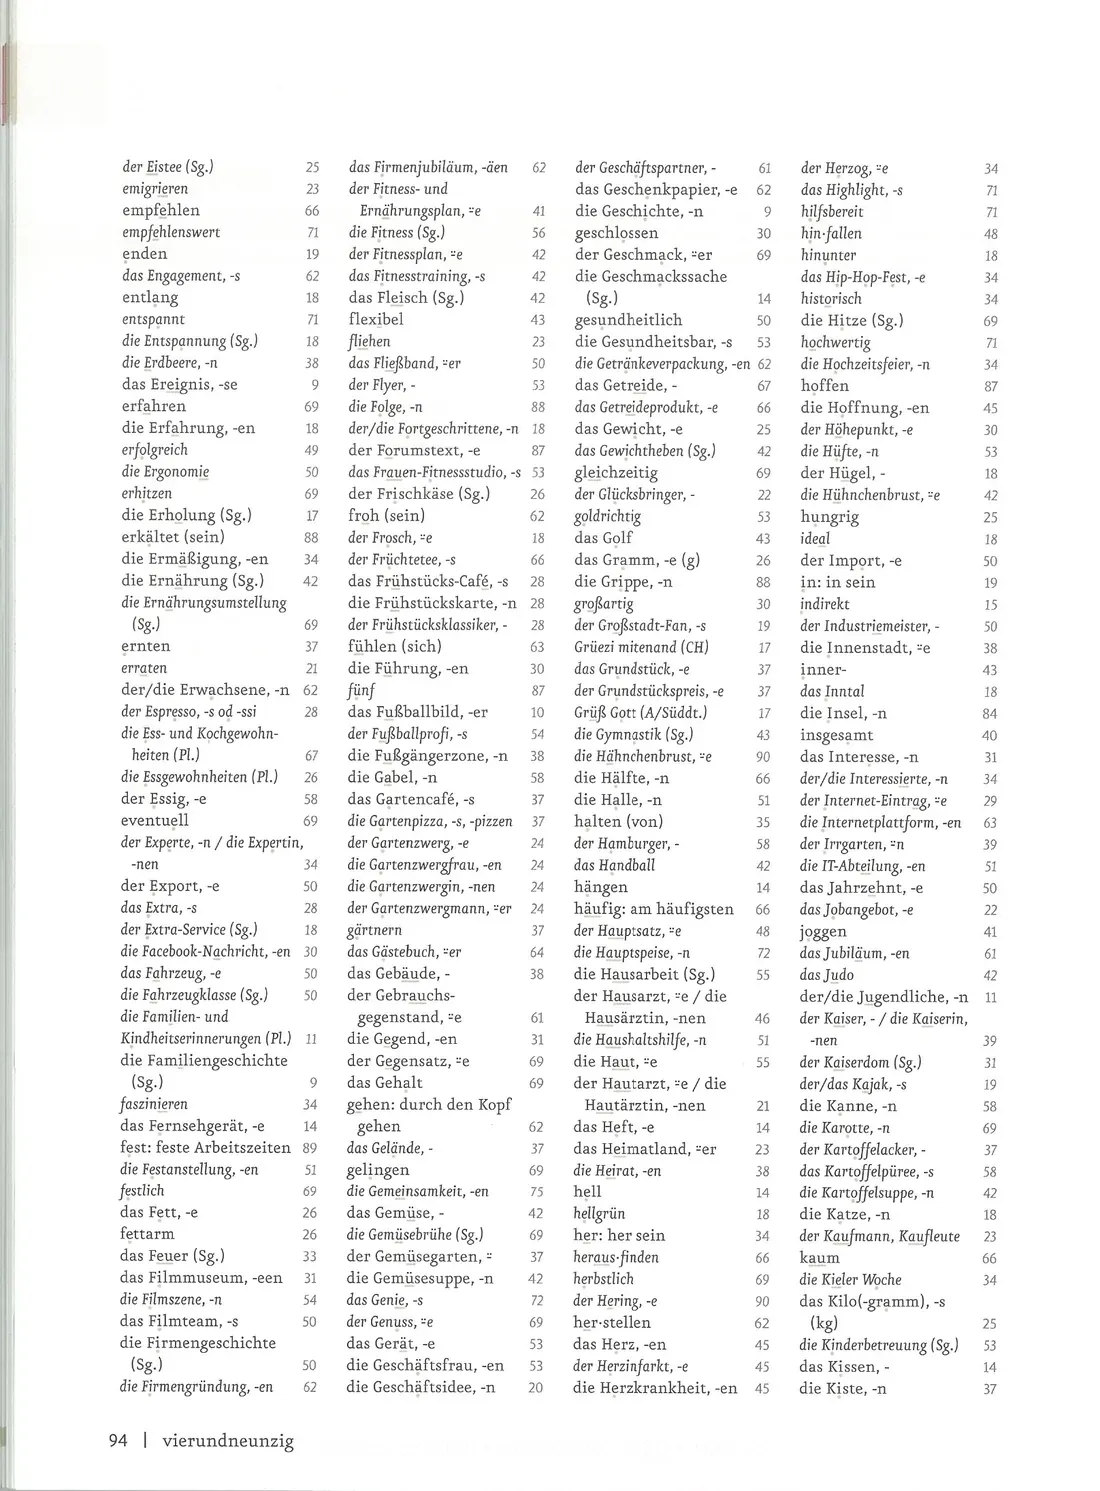 der Eistee (Sg.) 25
emigrieren 23
empfehlen 66
empfehlenswert 71
enden 19
das Engagement, -s 62
entlang 18
entspannt 71
die Entspannung (Sg.) 18
die Erdbeere, -n 38
das Ereignis, -se 9
erfahren 69
die Erfahrung, -en 18
erfolgreich 49
die Ergonomie 50
erhitzen 69
die Erholung (Sg.) 17
erkältet (sein) 88
die Ermäßigung, -en 34
die Ernährung (Sg.) 42
die Ernährungsumstellung
(Sg.) 69
ernten 37
erraten 21
der/die Erwachsene, -n 62
der Espresso, -s od -ssi 28
die Ess- und Kochgewohn-
heiten (Pl.) 67
die Essgewohnheiten (Pl.) 26
der Essig, -e 58
eventuell 69
der Experte, -n / die Expertin,
-nen 34
der Export, -e 50
das Extra, -s 28
der Extra-Service (Sg.) 18
die Facebook-Nachricht, -en 30
das Fahrzeug, -e 50
die Fahrzeugklasse (Sg.) 50
die Familien- und
Kindheitserinnerungen (Pl.) 11
die Familiengeschichte
(Sg.) 9
faszinieren 34
das Fernsehgerät, -e 14
fest: feste Arbeitszeiten 89
die Festanstellung, -en 51
festlich 69
das Fett, -e 26
fettarm 26
das Feuer (Sg.) 33
das Filmmuseum, -een 31
die Filmszene, -n 54
das Filmteam, -s 50
die Firmengeschichte
(Sg.) 50
die Firmengründung, -en 62
das Firmenjubiläum, -äen 62
der Fitness- und
Ernährungsplan, ⸚e 41
die Fitness (Sg.) 56
der Fitnessplan, ⸚e 42
das Fitnesstraining, -s 42
das Fleisch (Sg.) 42
flexibel 43
fliehen 23
das Fließband, ⸚er 50
der Flyer, - 53
die Folge, -n 88
der/die Fortgeschrittene, -n 18
der Forumstext, -e 87
das Frauen-Fitnessstudio, -s 53
der Frischkäse (Sg.) 26
froh (sein) 62
der Frosch, ⸚e 18
der Früchtetee, -s 66
das Frühstücks-Café, -s 28
die Frühstückskarte, -n 28
der Frühstücksklassiker, - 28
fühlen (sich) 63
die Führung, -en 30
fünf 87
das Fußballbild, -er 10
der Fußballprofi, -s 54
die Fußgängerzone, -n 38
die Gabel, -n 58
das Gartencafé, -s 37
die Gartenpizza, -s, -pizzen 37
der Gartenzwerg, -e 24
die Gartenzwergfrau, -en 24
die Gartenzwergin, -nen 24
der Gartenzwergmann, ⸚er 24
gärtnern 37
das Gästebuch, ⸚er 64
das Gebäude, - 38
der Gebrauchs-
gegenstand, ⸚e 61
die Gegend, -en 31
der Gegensatz, ⸚e 69
das Gehalt 69
gehen: durch den Kopf
gehen 62
das Gelände, - 37
gelingen 69
die Gemeinsamkeit, -en 75
das Gemüse, - 42
die Gemüsebrühe (Sg.) 69
der Gemüsegarten, ⸚ 37
die Gemüsesuppe, -n 42
das Genie, -s 72
der Genuss, ⸚e 69
das Gerät, -e 53
die Geschäftsfrau, -en 53
die Geschäftsidee, -n 20
der Geschäftspartner, - 61
das Geschenkpapier, -e 62
die Geschichte, -n 9
geschlossen 30
der Geschmack, ⸚er 69
die Geschmackssache
(Sg.) 14
gesundheitlich 50
die Gesundheitsbar, -s 53
die Getränkeverpackung, -en 62
das Getreide, - 67
das Getreideprodukt, -e 66
das Gewicht, -e 25
das Gewichtheben (Sg.) 42
gleichzeitig 69
der Glücksbringer, - 22
goldrichtig 53
das Golf 43
das Gramm, -e (g) 26
die Grippe, -n 88
großartig 30
der Großstadt-Fan, -s 19
Grüezi mitenand (CH) 17
das Grundstück, -e 37
der Grundstückspreis, -e 37
Grüß Gott (A/Süddt.) 17
die Gymnastik (Sg.) 43
die Hähnchenbrust, ⸚e 90
die Hälfte, -n 66
die Halle, -n 51
halten (von) 35
der Hamburger, - 58
das Handball 42
hängen 14
häufig: am häufigsten 66
der Hauptsatz, ⸚e 48
die Hauptspeise, -n 72
die Hausarbeit (Sg.) 55
der Hausarzt, ⸚e / die
Hausärztin, -nen 46
die Haushaltshilfe, -n 51
die Haut, ⸚e 55
der Hautarzt, ⸚e / die
Hautärztin, -nen 21
das Heft, -e 14
das Heimatland, ⸚er 23
die Heirat, -en 38
hell 14
hellgrün 18
her: her sein 34
heraus·finden 66
herbstlich 69
der Hering, -e 90
her·stellen 62
das Herz, -en 45
der Herzinfarkt, -e 45
die Herzkrankheit, -en 45
der Herzog, ⸚e 34
das Highlight, -s 71
hilfsbereit 71
hin·fallen 48
hinunter 18
das Hip-Hop-Fest, -e 34
historisch 34
die Hitze (Sg.) 69
hochwertig 71
die Hochzeitsfeier, -n 34
hoffen 87
die Hoffnung, -en 45
der Höhepunkt, -e 30
die Hüfte, -n 53
der Hügel, - 18
die Hühnchenbrust, ⸚e 42
hungrig 25
ideal 18
der Import, -e 50
in: in sein 19
indirekt 15
der Industriemeister, - 50
die Innenstadt, ⸚e 38
inner- 43
das Inntal 18
die Insel, -n 84
insgesamt 40
das Interesse, -n 31
der/die Interessierte, -n 34
der Internet-Eintrag, ⸚e 29
die Internetplattform, -en 63
der Irrgarten, ⸚n 39
die IT-Abteilung, -en 51
das Jahrzehnt, -e 50
das Jobangebot, -e 22
joggen 41
das Jubiläum, -en 61
das Judo 42
der/die Jugendliche, -n 11
der Kaiser, - / die Kaiserin,
-nen 39
der Kaiserdom (Sg.) 31
der/das Kajak, -s 19
die Kanne, -n 58
die Karotte, -n 69
der Kartoffelacker, - 37
das Kartoffelpüree, -s 58
die Kartoffelsuppe, -n 42
die Katze, -n 18
der Kaufmann, Kaufleute 23
kaum 66
die Kieler Woche 34
das Kilo(-gramm), -s
(kg) 25
die Kinderbetreuung (Sg.) 53
das Kissen, - 14
die Kiste, -n 37
94 | vierundneunzig